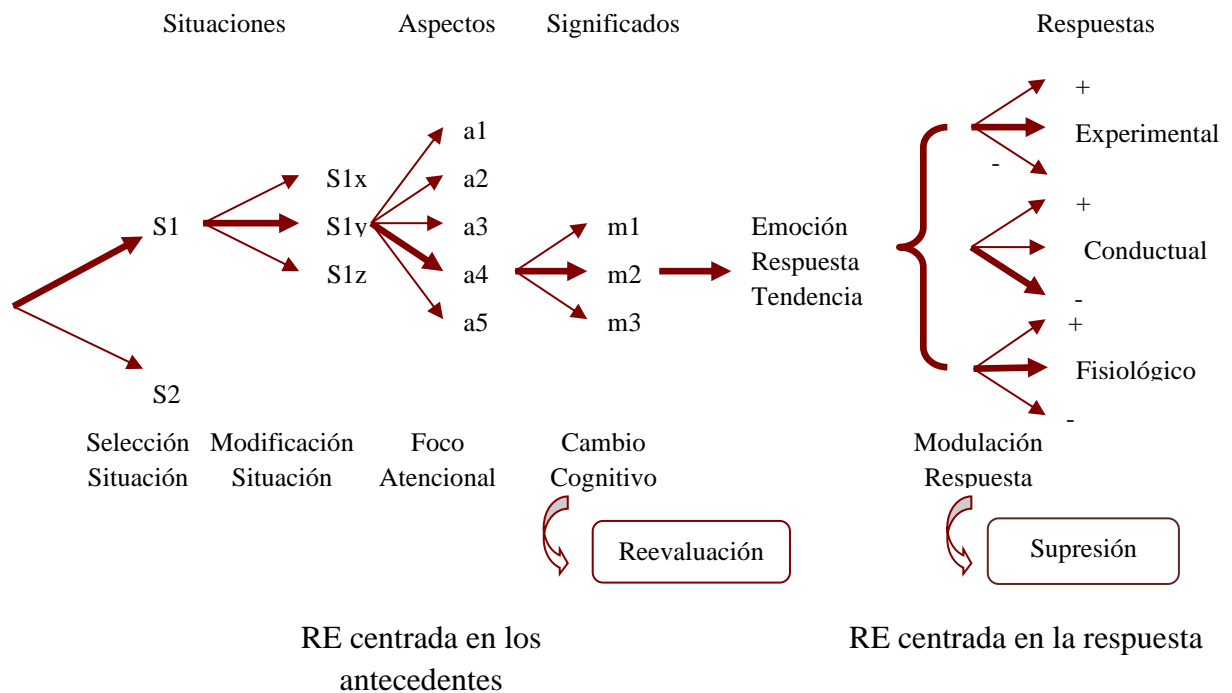 Situaciones
Aspectos
Significados
Respuestas
S1
S2
S1x
S1y
S1z
a1
a2
a3
a4
a5
m1
m2
m3
Emoción
Respuesta
Tendencia
+
Experimental
-
+
Conductual
-
+
Fisiológico
-
Selección
Situación
Modificación
Situación
Foco
Atencional
Cambio
Cognitivo
Modulación
Respuesta
Reevaluación
Supresión
RE centrada en los
antecedentes
RE centrada en la respuesta